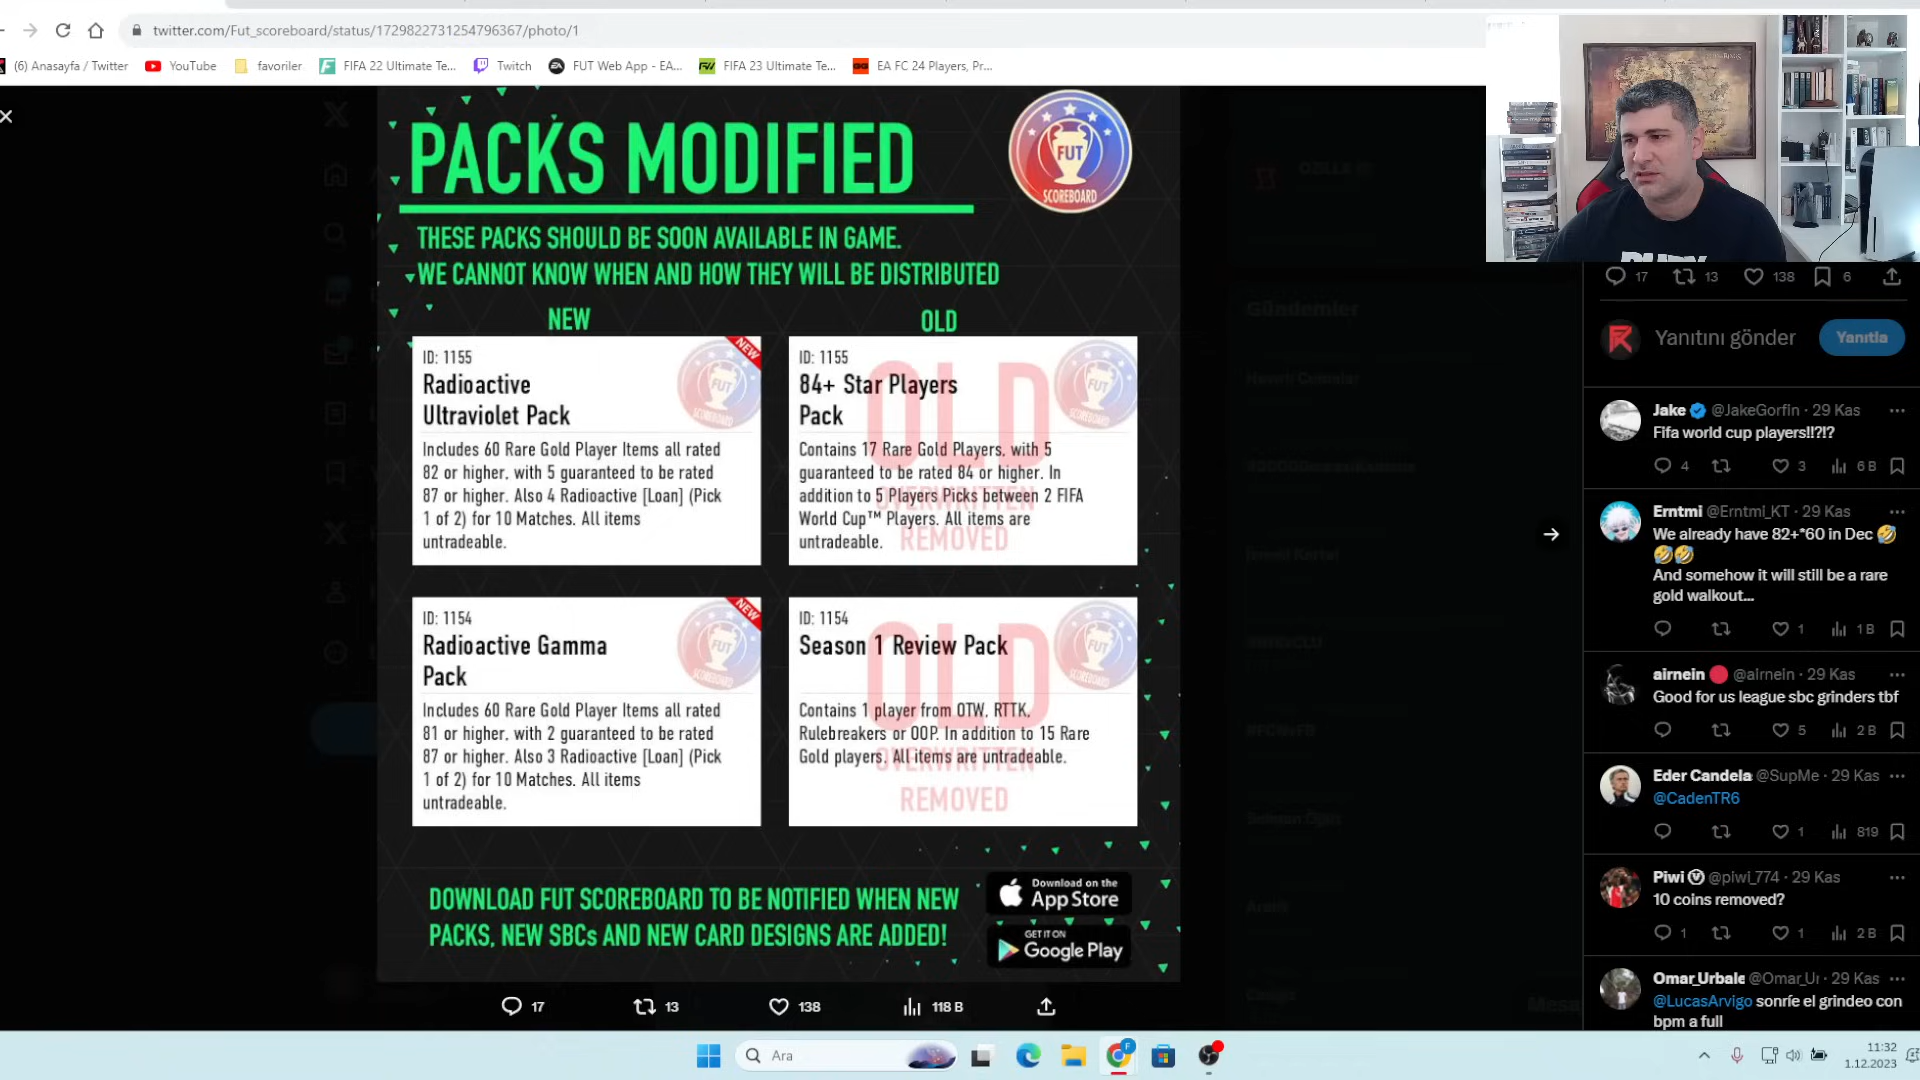 twitter.com/Fut_scoreboard/status/1729822731254796367/photo/1
(6) Anasayfa / Twitter
YouTube
favoriler
FIFA 22 Ultimate Te...
Twitch
FUT Web App - EA...
FIFA 23 Ultimate Te...
EA FC 24 Players, Pr...
PACKS MODIFIED
FUT
SCOREBOARD
THESE PACKS SHOULD BE SOON AVAILABLE IN GAME.
WE CANNOT KNOW WHEN AND HOW THEY WILL BE DISTRIBUTED
NEW
OLD
ID: 1155
NEW
Radioactive
Ultraviolet Pack
FUT
SCOREBOARD
Includes 60 Rare Gold Player Items all rated
82 or higher, with 5 guaranteed to be rated
87 or higher. Also 4 Radioactive [Loan] (Pick
1 of 2) for 10 Matches. All items
untradeable.
ID: 1155
84+ Star Players
Pack
FUT
SCOREBOARD
Contains 17 Rare Gold Players, with 5
guaranteed to be rated 84 or higher. In
addition to 5 Players Picks between 2 FIFA
World Cup™ Players. All items are
untradeable.
OLD
OVERWRITTEN
REMOVED
ID: 1154
NEW
Radioactive Gamma
Pack
FUT
SCOREBOARD
Includes 60 Rare Gold Player Items all rated
81 or higher, with 2 guaranteed to be rated
87 or higher. Also 3 Radioactive [Loan] (Pick
1 of 2) for 10 Matches. All items
untradeable.
ID: 1154
Season 1 Review Pack
FUT
SCOREBOARD
Contains 1 player from OTW, RTTK,
Rulebreakers or OOP. In addition to 15 Rare
Gold players. All items are untradeable.
OLD
OVERWRITTEN
REMOVED
DOWNLOAD FUT SCOREBOARD TO BE NOTIFIED WHEN NEW
PACKS, NEW SBCs AND NEW CARD DESIGNS ARE ADDED!
Download on the
App Store
GET IT ON
Google Play
17
13
138
118 B
Gündemler
17
13
138
6
Yanıtını gönder
Yanıtla
Jake @JakeGorfin · 29 Kas
Fifa world cup players!!?!?
4
3
6 B
Erntmi @Erntml_KT · 29 Kas
We already have 82+*60 in Dec 🤣
🤣🤣
And somehow it will still be a rare
gold walkout...
1
1 B
airnein 🔴 @airnein · 29 Kas
Good for us league sbc grinders tbf
5
2 B
Eder Candela @SupMe · 29 Kas
@CadenTR6
1
819
Piwi @piwi_774 · 29 Kas
10 coins removed?
1
1
2 B
Omar_Urbale @Omar_Ur · 29 Kas
@LucasArvigo sonríe el grindeo con
bpm a full
Ara
11:32
1.12.2023